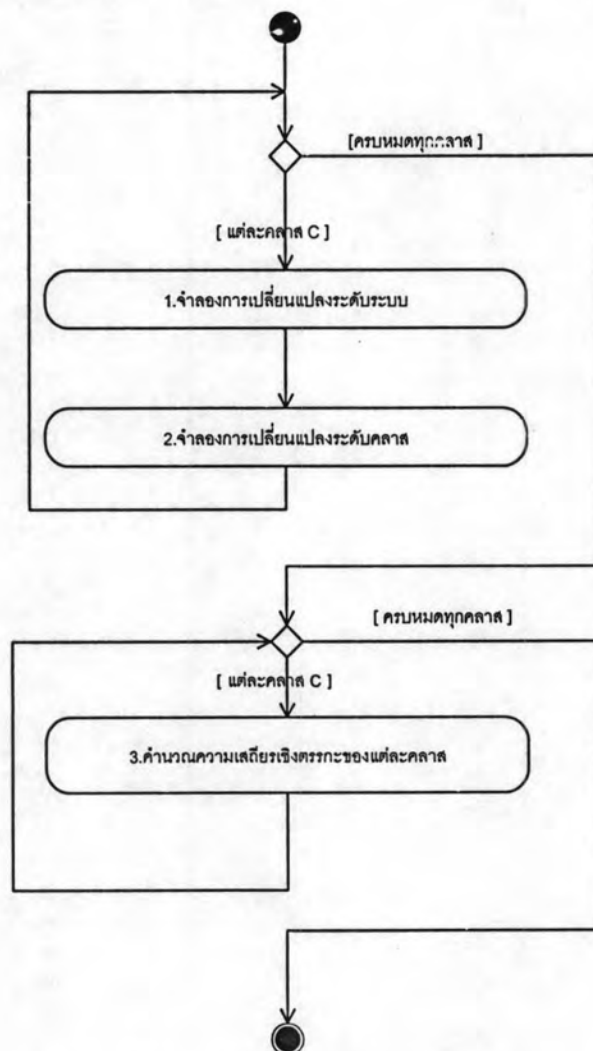 [ครบหมดทุกคลาส ]
[ แต่ละคลาส C ]
1.จำลองการเปลี่ยนแปลงระดับระบบ
2.จำลองการเปลี่ยนแปลงระดับคลาส
[ ครบหมดทุกคลาส ]
[ แต่ละคลาส C ]
3.คำนวณความเสถียรเชิงตรรกะของแต่ละคลาส